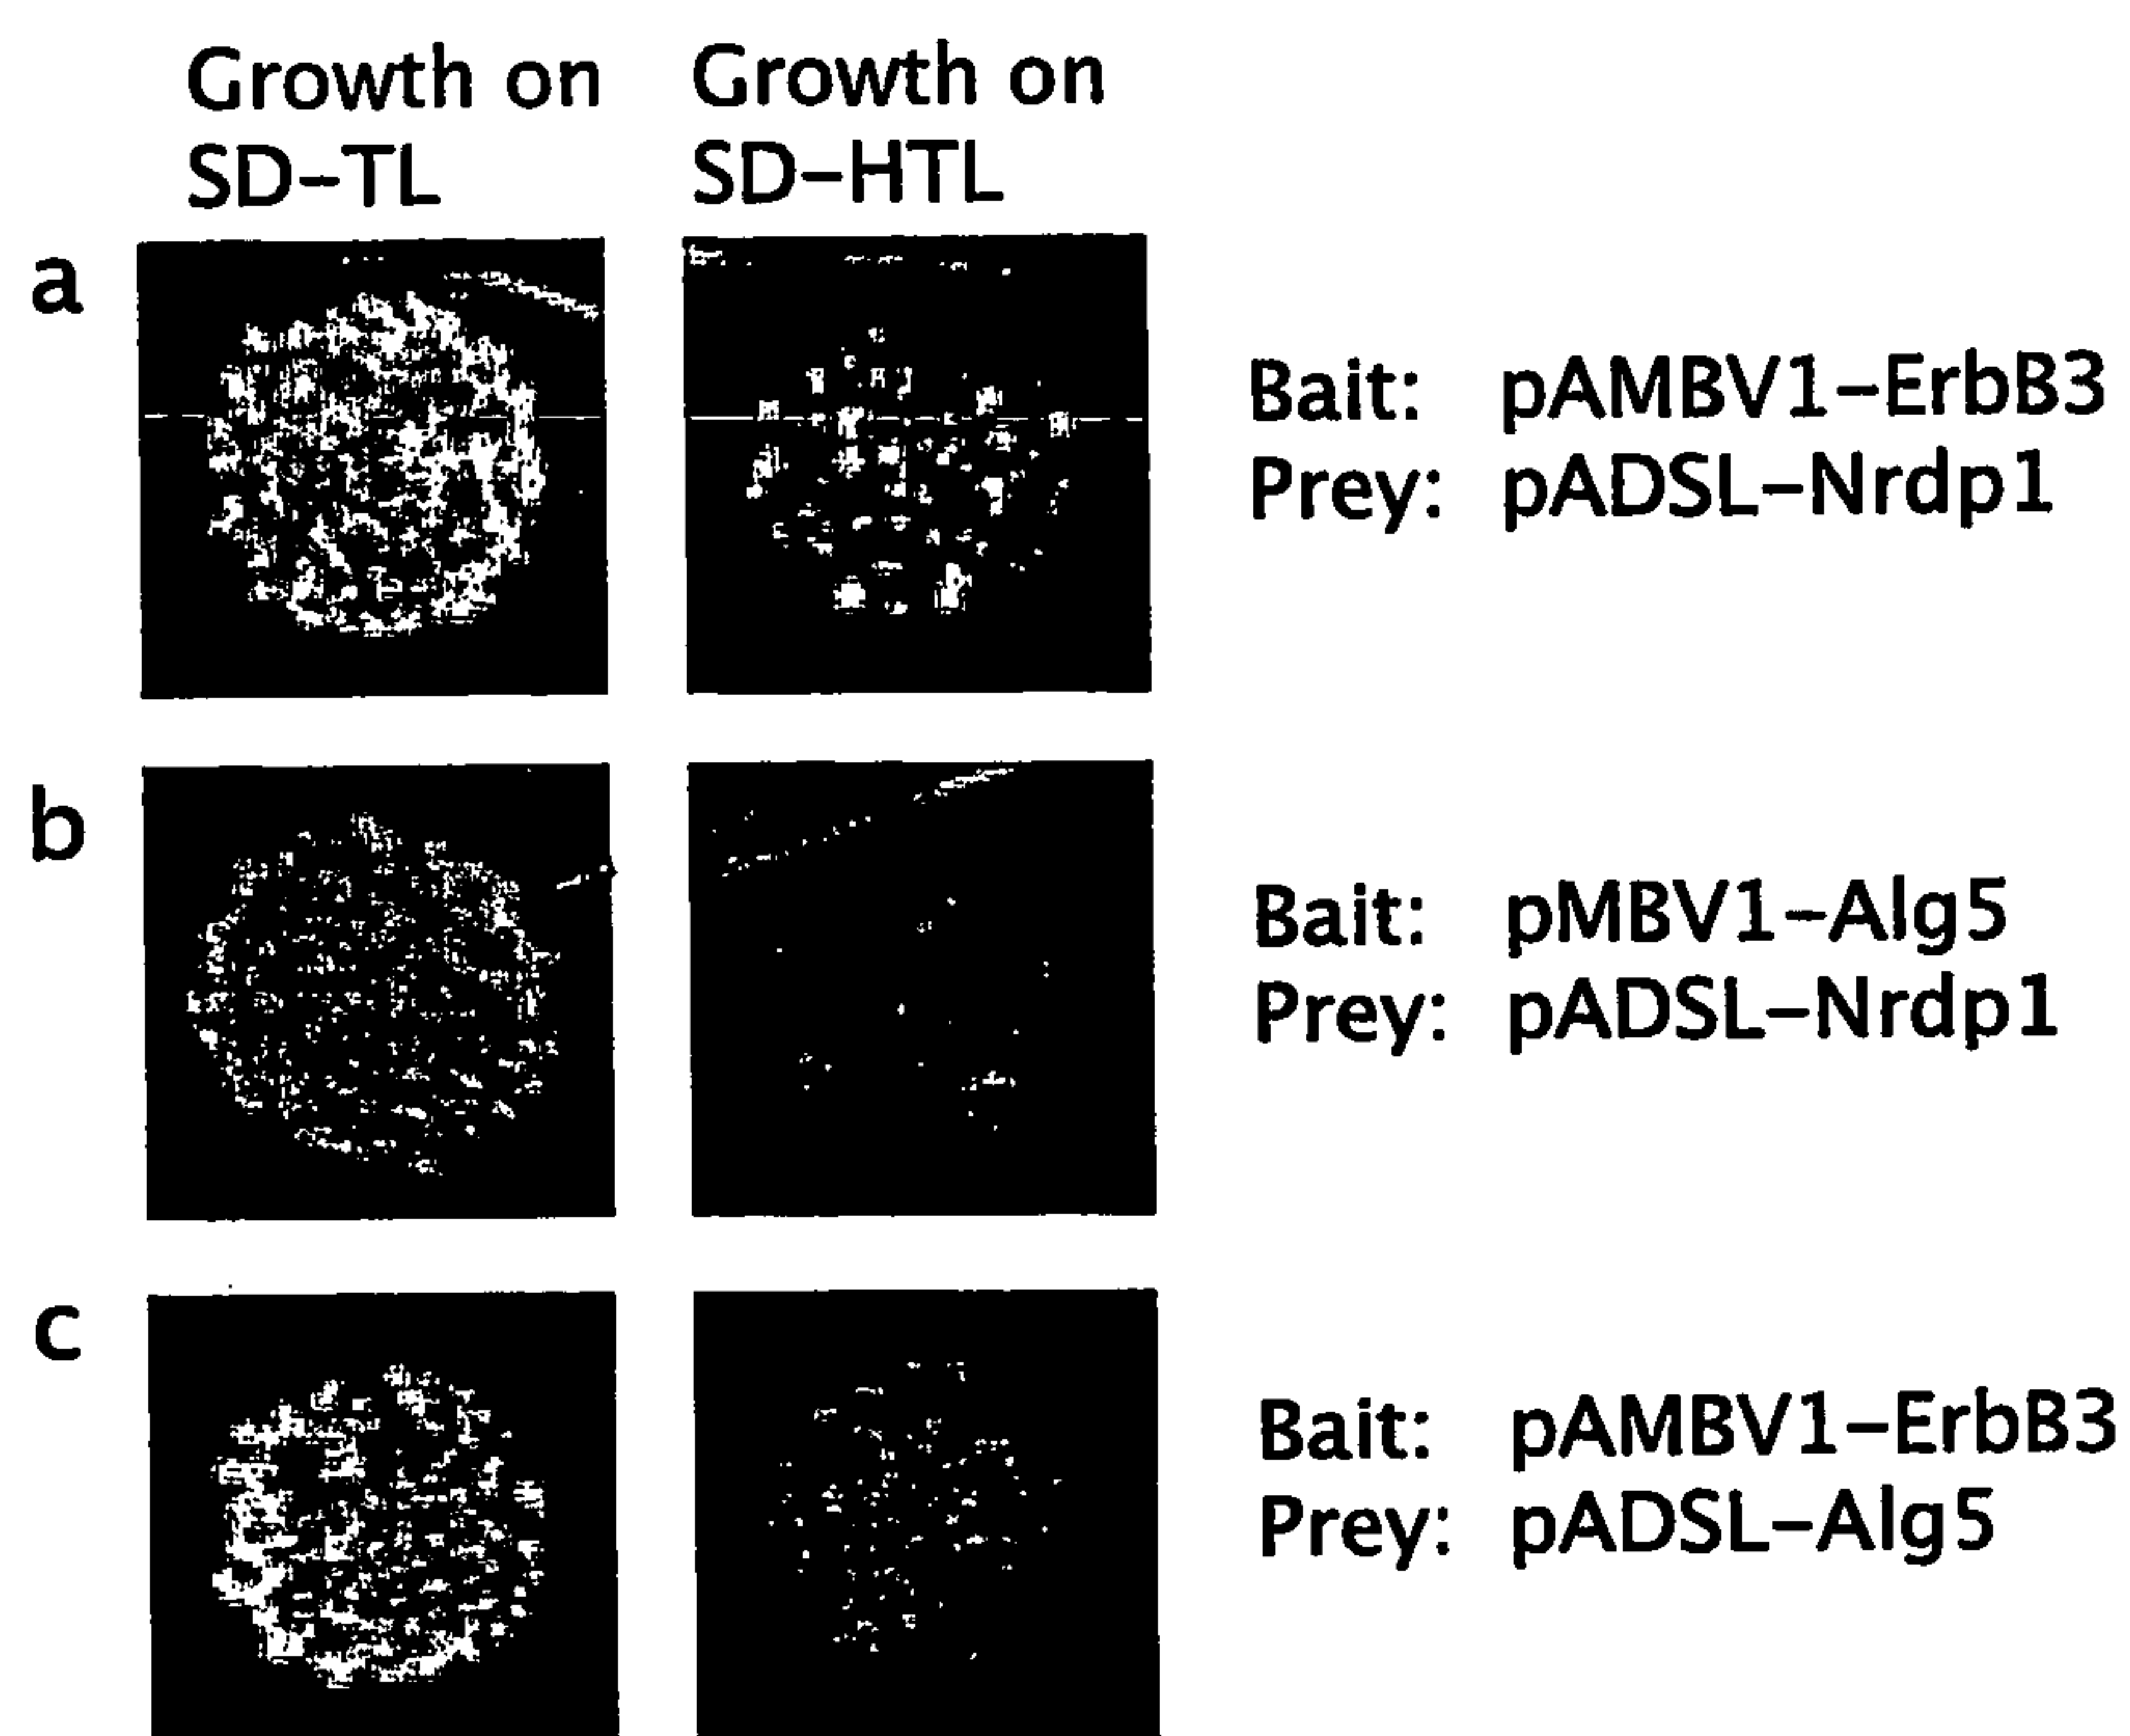 Growth on
SD–TL
Growth on
SD–HTL
a
Bait: pAMBV1–ErbB3
Prey: pADSL–Nrdp1
b
Bait: pMBV1–Alg5
Prey: pADSL–Nrdp1
c
Bait: pAMBV1–ErbB3
Prey: pADSL–Alg5